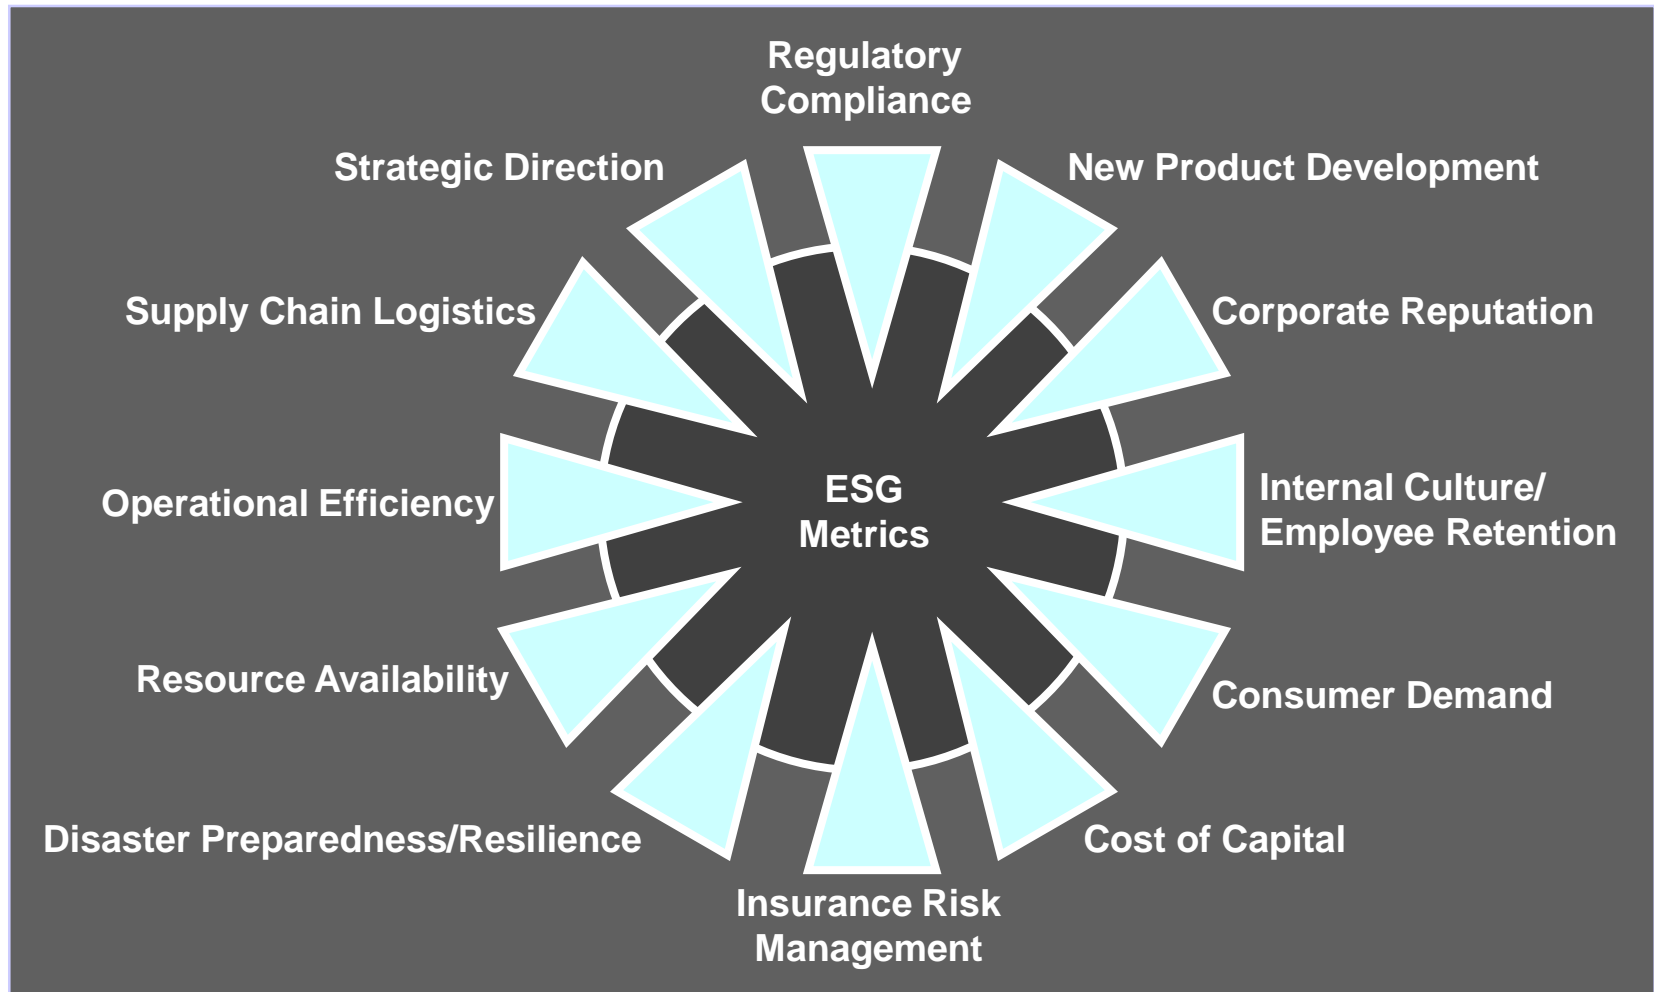 Regulatory
Compliance
Strategic Direction
New Product Development
Supply Chain Logistics
Corporate Reputation
ESG
Metrics
Operational Efficiency
Internal Culture/
Employee Retention
Resource Availability
Consumer Demand
Disaster Preparedness/Resilience
Cost of Capital
Insurance Risk
Management